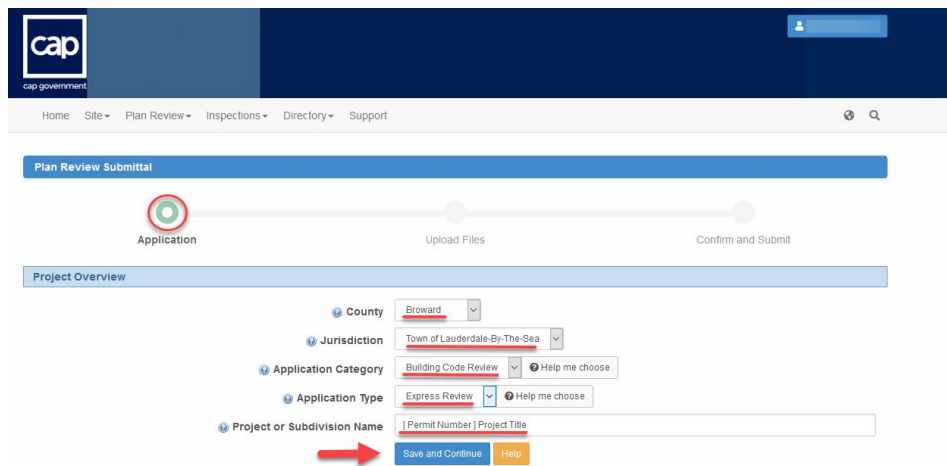 cap
cap government
Home Site Plan Review Inspections Directory Support
Plan Review Submittal
Application Upload Files Confirm and Submit
Project Overview
County Broward
Jurisdiction Town of Lauderdale-By-The-Sea
Application Category Building Code Review Help me choose
Application Type Express Review Help me choose
Project or Subdivision Name [ Permit Number ] Project Title
Save and Continue Help